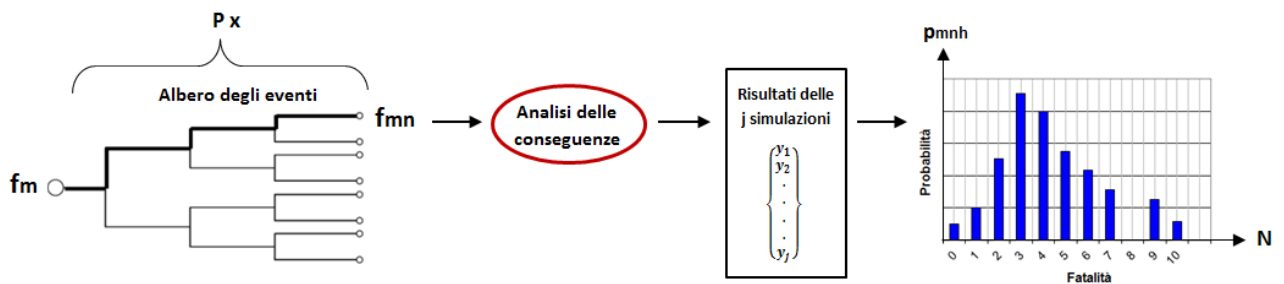 P x
Albero degli eventi
fm
fmn
Analisi delle
conseguenze
Risultati delle
j simulazioni
y1
y2
.
.
.
.
yJ
pmnh
Probabilità
0 1 2 3 4 5 6 7 8 9 10
Fatalità
N